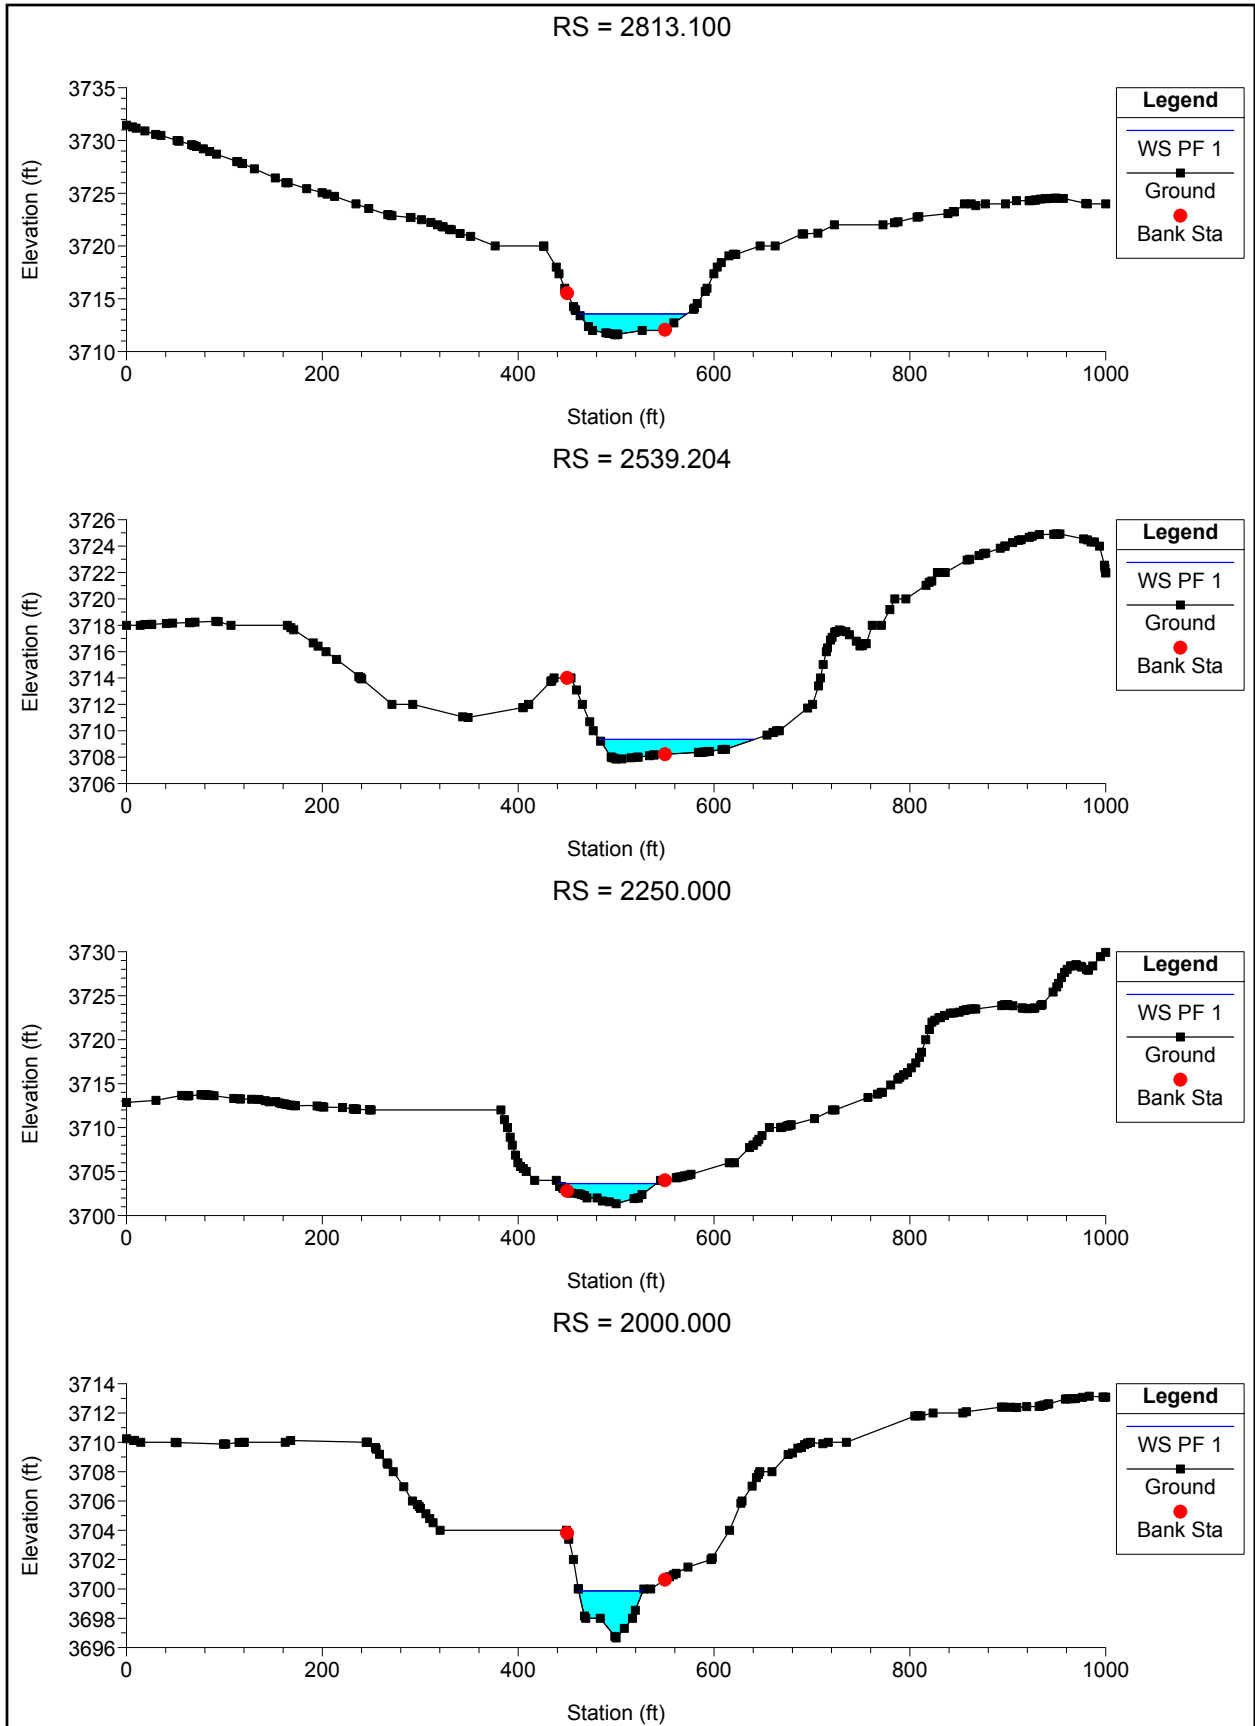 RS = 2813.100
Elevation (ft)
3735
3730
3725
3720
3715
3710
0 200 400 600 800 1000
Station (ft)
Legend
WS PF 1
Ground
Bank Sta
RS = 2539.204
Elevation (ft)
3726
3724
3722
3720
3718
3716
3714
3712
3710
3708
3706
0 200 400 600 800 1000
Station (ft)
Legend
WS PF 1
Ground
Bank Sta
RS = 2250.000
Elevation (ft)
3730
3725
3720
3715
3710
3705
3700
0 200 400 600 800 1000
Station (ft)
Legend
WS PF 1
Ground
Bank Sta
RS = 2000.000
Elevation (ft)
3714
3712
3710
3708
3706
3704
3702
3700
3698
3696
0 200 400 600 800 1000
Station (ft)
Legend
WS PF 1
Ground
Bank Sta